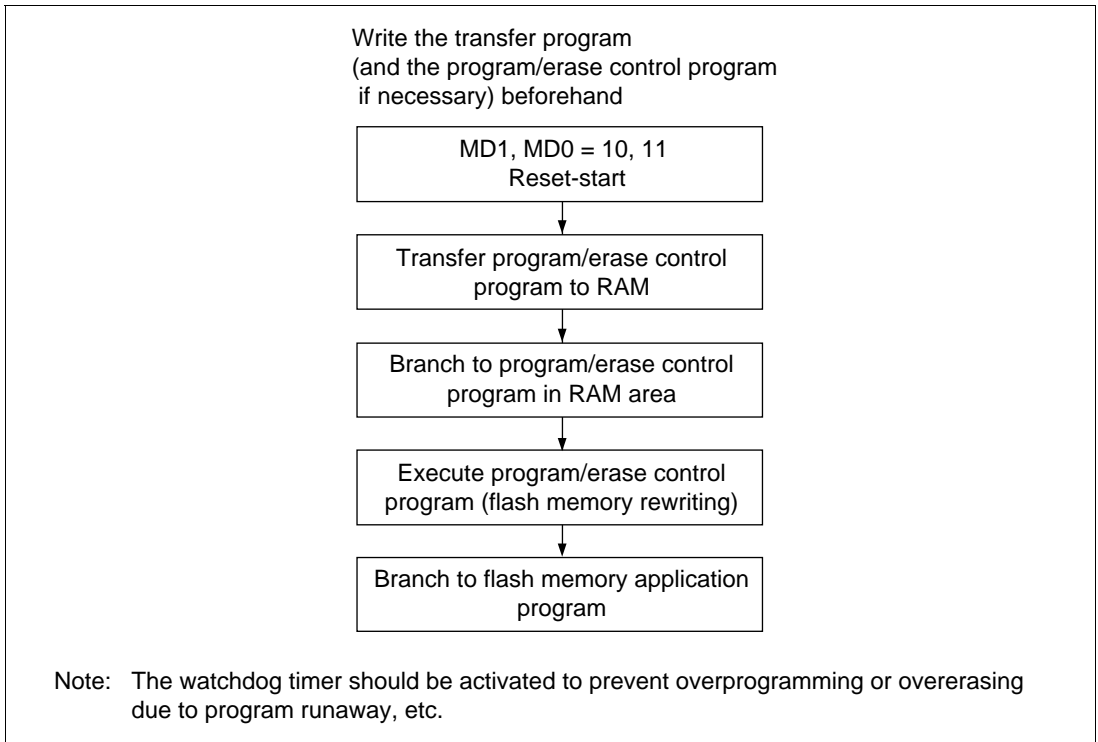 Write the transfer program
(and the program/erase control program
if necessary) beforehand
MD1, MD0 = 10, 11
Reset-start
Transfer program/erase control
program to RAM
Branch to program/erase control
program in RAM area
Execute program/erase control
program (flash memory rewriting)
Branch to flash memory application
program
Note: The watchdog timer should be activated to prevent overprogramming or overerasing
due to program runaway, etc.